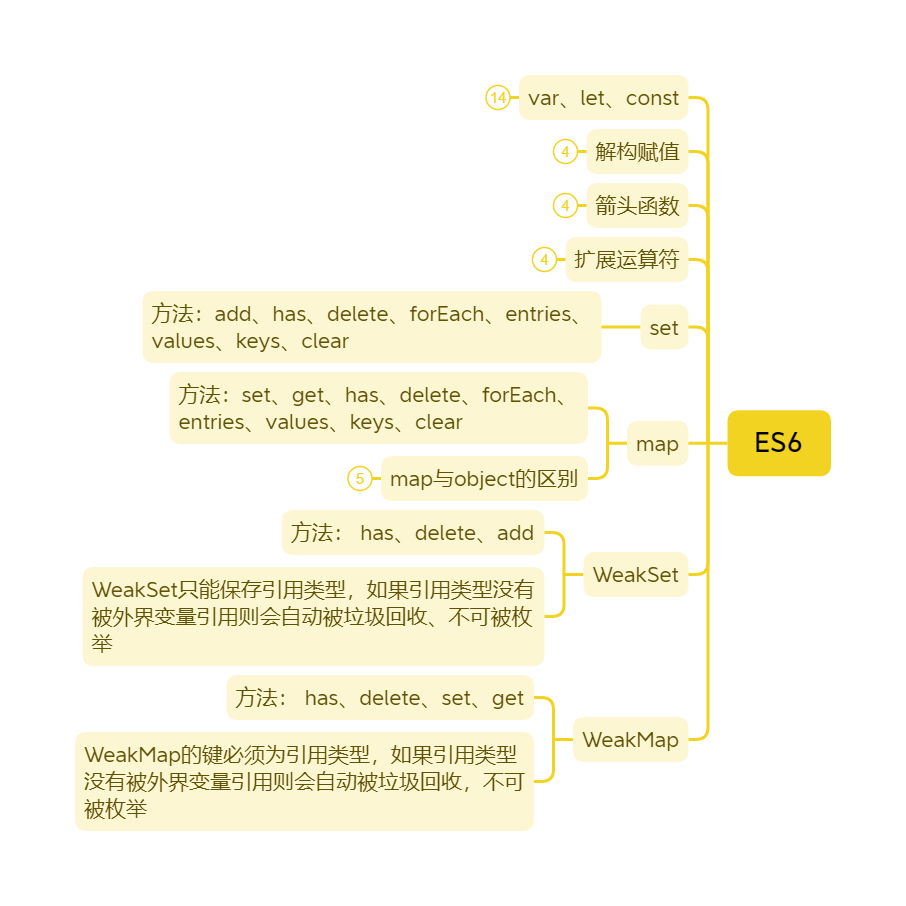 14
var、let、const
4
解构赋值
4
箭头函数
4
扩展运算符
方法：add、has、delete、forEach、entries、
values、keys、clear
set
方法：set、get、has、delete、forEach、
entries、values、keys、clear
map
ES6
5
map与object的区别
方法： has、delete、add
WeakSet
WeakSet只能保存引用类型，如果引用类型没有
被外界变量引用则会自动被垃圾回收、不可被枚
举
方法： has、delete、set、get
WeakMap
WeakMap的键必须为引用类型，如果引用类型
没有被外界变量引用则会自动被垃圾回收，不可
被枚举